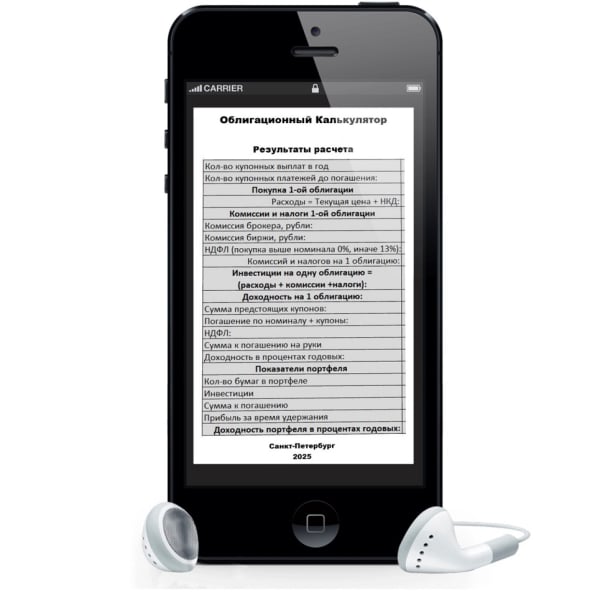 CARRIER
Облигационный Калькулятор
Результаты расчета
Кол-во купонных выплат в год
Кол-во купонных платежей до погашения:
Покупка 1-ой облигации
Расходы = Текущая цена + НКД:
Комиссии и налоги 1-ой облигации
Комиссия брокера, рубли:
Комиссия биржи, рубли:
НДФЛ (покупка выше номинала 0%, иначе 13%):
Комиссий и налогов на 1 облигацию:
Инвестиции на одну облигацию =
(расходы + комиссии +налоги):
Доходность на 1 облигацию:
Сумма предстоящих купонов:
Погашение по номиналу + купоны:
НДФЛ:
Сумма к погашению на руки
Доходность в процентах годовых:
Показатели портфеля
Кол-во бумаг в портфеле
Инвестиции
Сумма к погашению
Прибыль за время удержания
Доходность портфеля в процентах годовых:
Санкт-Петербург
2025